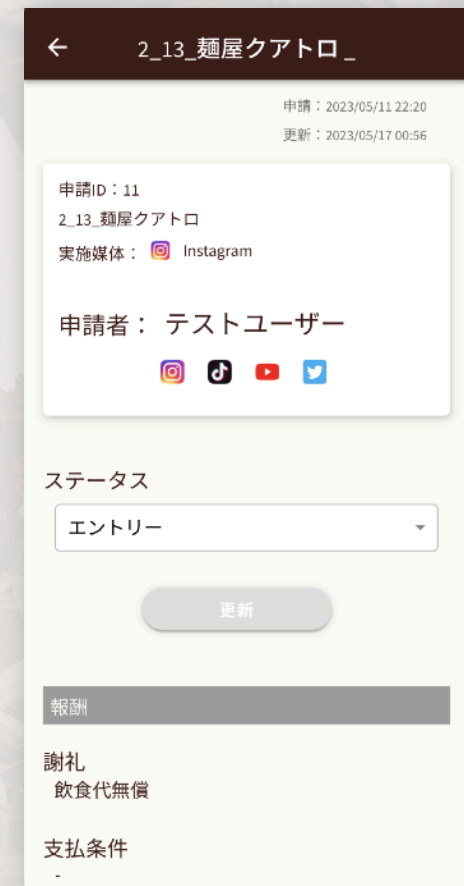 2_13_麺屋クアトロ _
申請：2023/05/11 22:20
更新：2023/05/17 00:56
申請ID：11
2_13_麺屋クアトロ
実施媒体： Instagram
申請者： テストユーザー
ステータス
エントリー
更新
報酬
謝礼
飲食代無償
支払条件
-